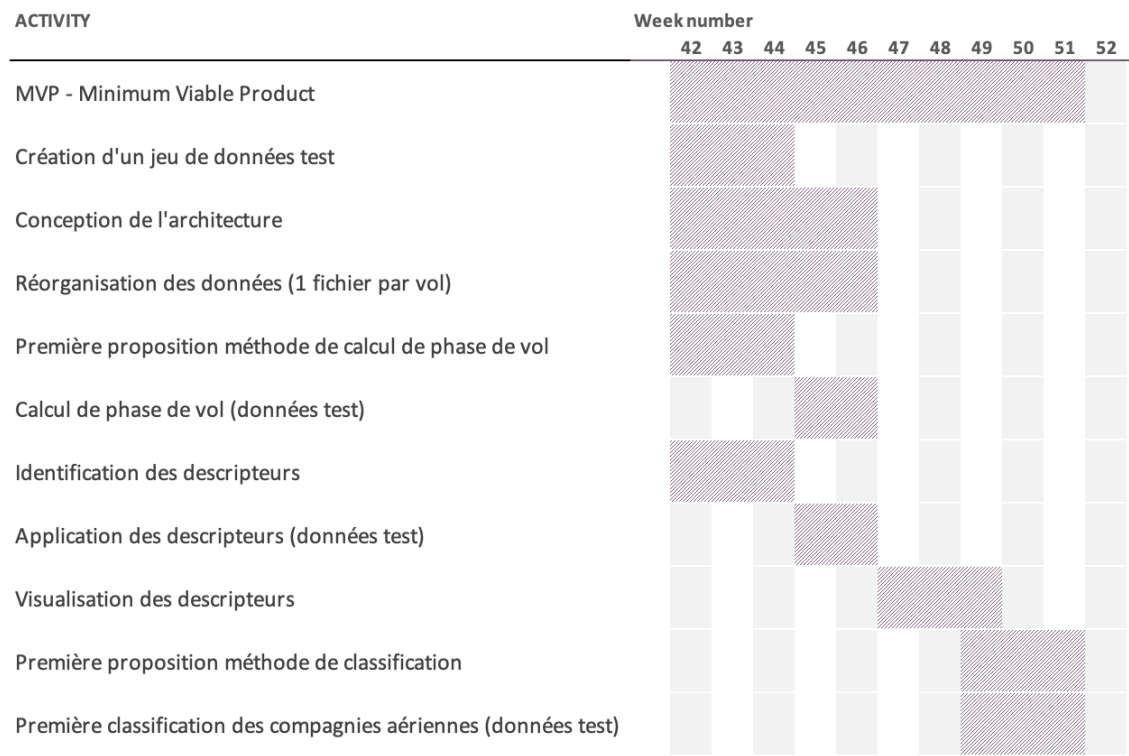 ACTIVITY Week number
42 43 44 45 46 47 48 49 50 51 52
MVP - Minimum Viable Product
Création d'un jeu de données test
Conception de l'architecture
Réorganisation des données (1 fichier par vol)
Première proposition méthode de calcul de phase de vol
Calcul de phase de vol (données test)
Identification des descripteurs
Application des descripteurs (données test)
Visualisation des descripteurs
Première proposition méthode de classification
Première classification des compagnies aériennes (données test)